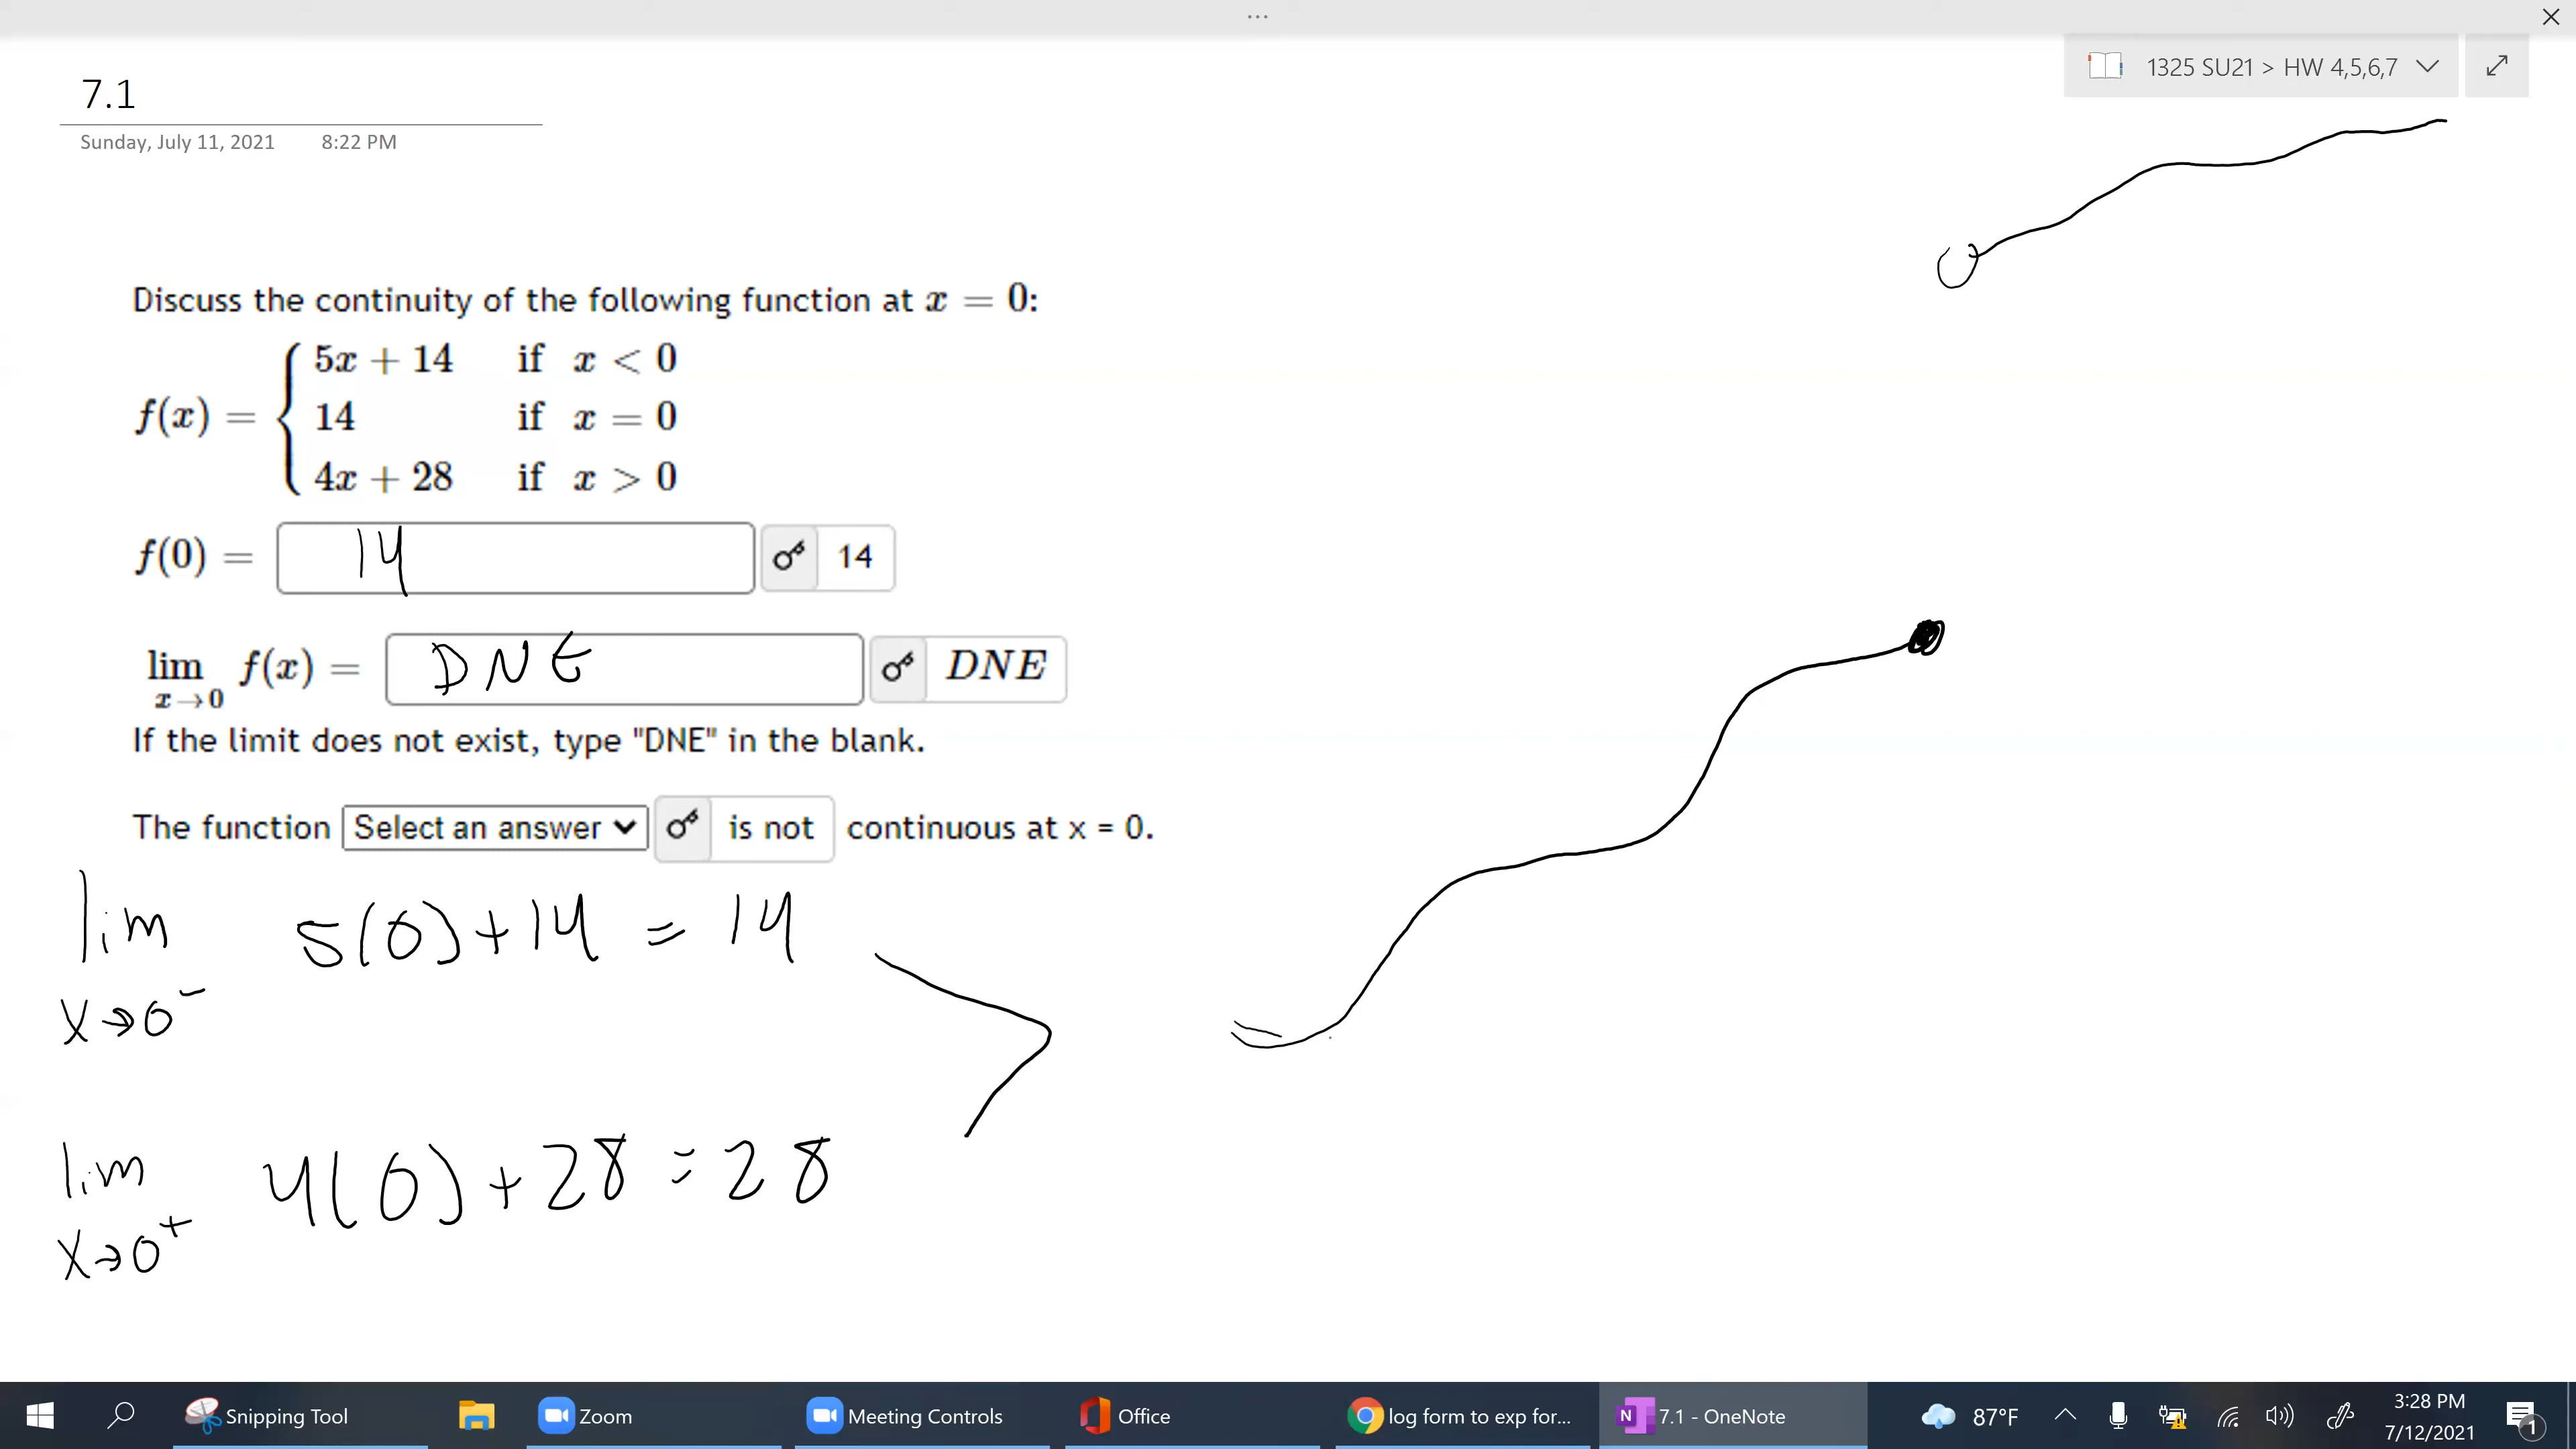 ...
1325 SU21 > HW 4,5,6,7
7.1
Sunday, July 11, 2021 8:22 PM
Discuss the continuity of the following function at x = 0:
f(x) = { 5x + 14 if x < 0
14 if x = 0
4x + 28 if x > 0
f(0) = 14 14
lim x→0 f(x) = DNE DNE
If the limit does not exist, type "DNE" in the blank.
The function Select an answer is not continuous at x = 0.
lim x→0⁻ 5(0)+14 = 14
lim x→0⁺ 4(0)+28 = 28
Snipping Tool Zoom Meeting Controls Office log form to exp for... N 7.1 - OneNote 87°F 3:28 PM 1
7/12/2021